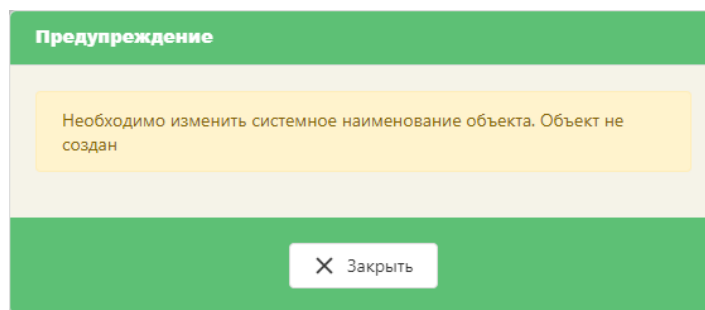 Предупреждение
Необходимо изменить системное наименование объекта. Объект не
создан
Закрыть